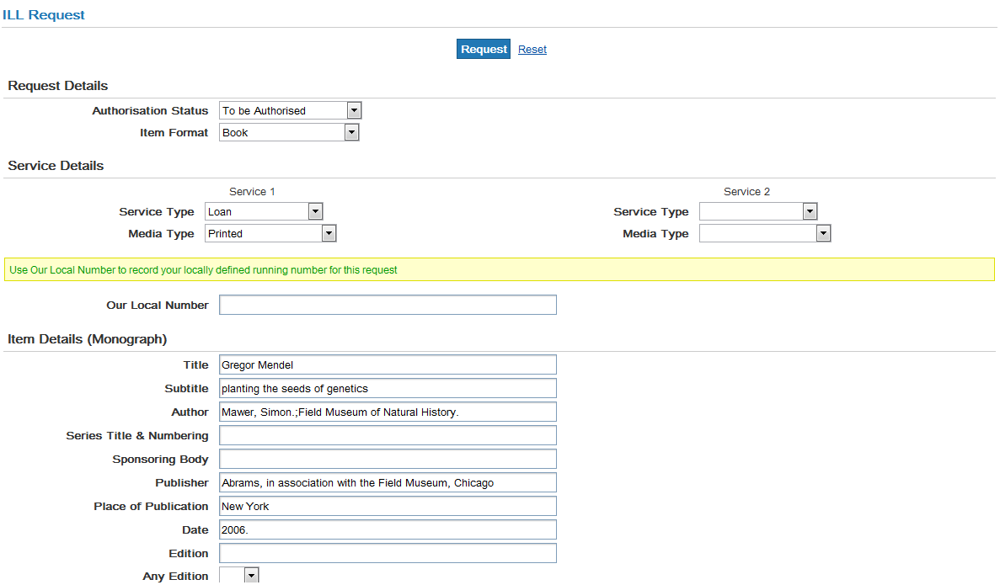 ILL Request
Request Reset
Request Details
Authorisation Status To be Authorised
Item Format Book
Service Details
Service 1 Service 2
Service Type Loan Service Type
Media Type Printed Media Type
Use Our Local Number to record your locally defined running number for this request
Our Local Number
Item Details (Monograph)
Title Gregor Mendel
Subtitle planting the seeds of genetics
Author Mawer, Simon.;Field Museum of Natural History.
Series Title & Numbering
Sponsoring Body
Publisher Abrams, in association with the Field Museum, Chicago
Place of Publication New York
Date 2006.
Edition
Any Edition